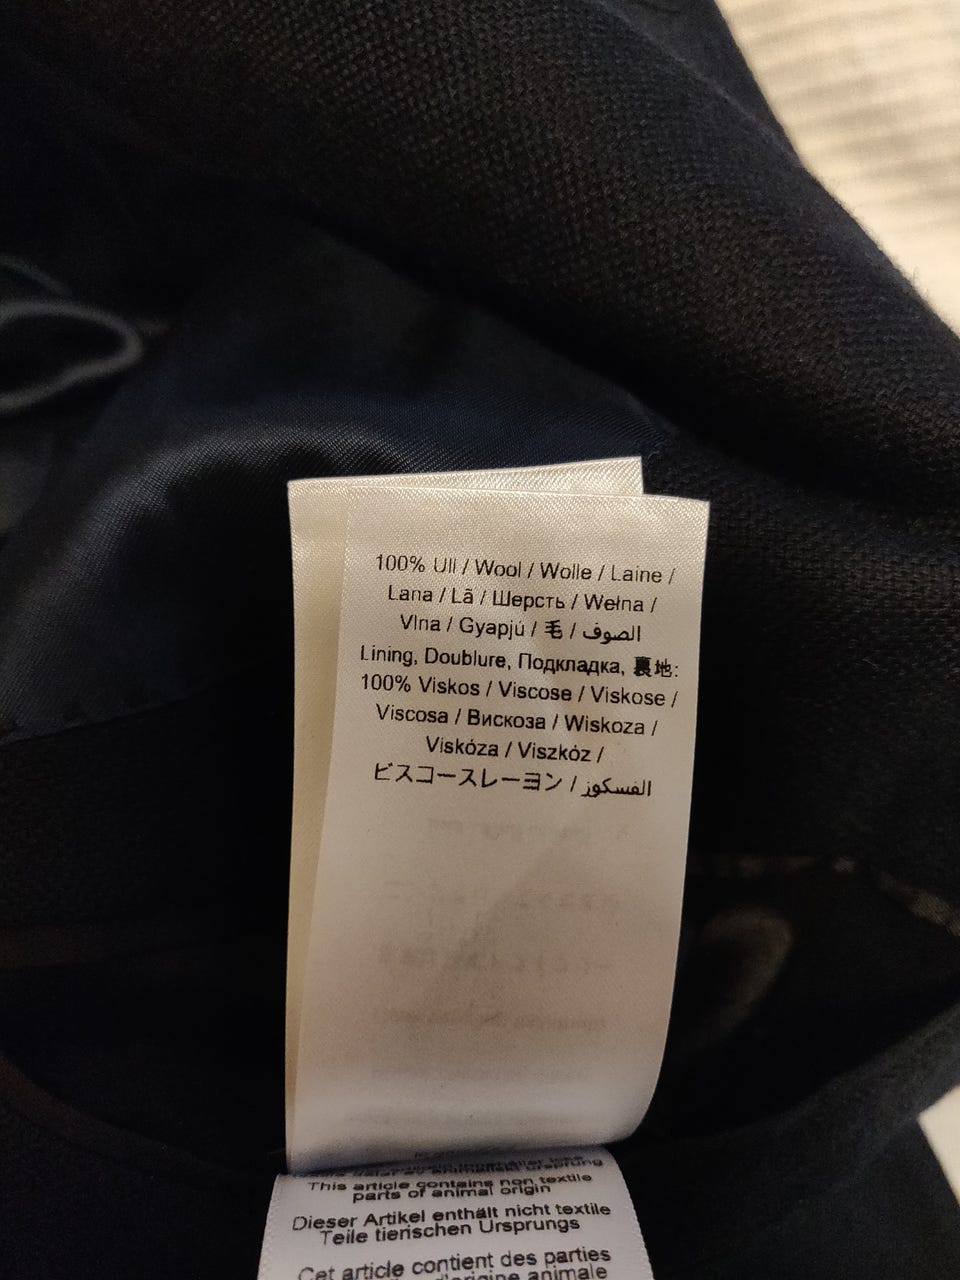 100% Ull / Wool / Wolle / Laine /
Lana / Lã / Шерсть / Wełna /
Vlna / Gyapjú / 毛 / الصوف
Lining, Doublure, Подкладка, 裏地:
100% Viskos / Viscose / Viskose /
Viscosa / Вискоза / Wiskoza /
Viskóza / Viszkóz /
ビスコースレーヨン / الفسكوز
This article contains non textile
parts of animal origin
Dieser Artikel enthält nicht textile
Teile tierischen Ursprungs
Cet article contient des parties
d'origine animale